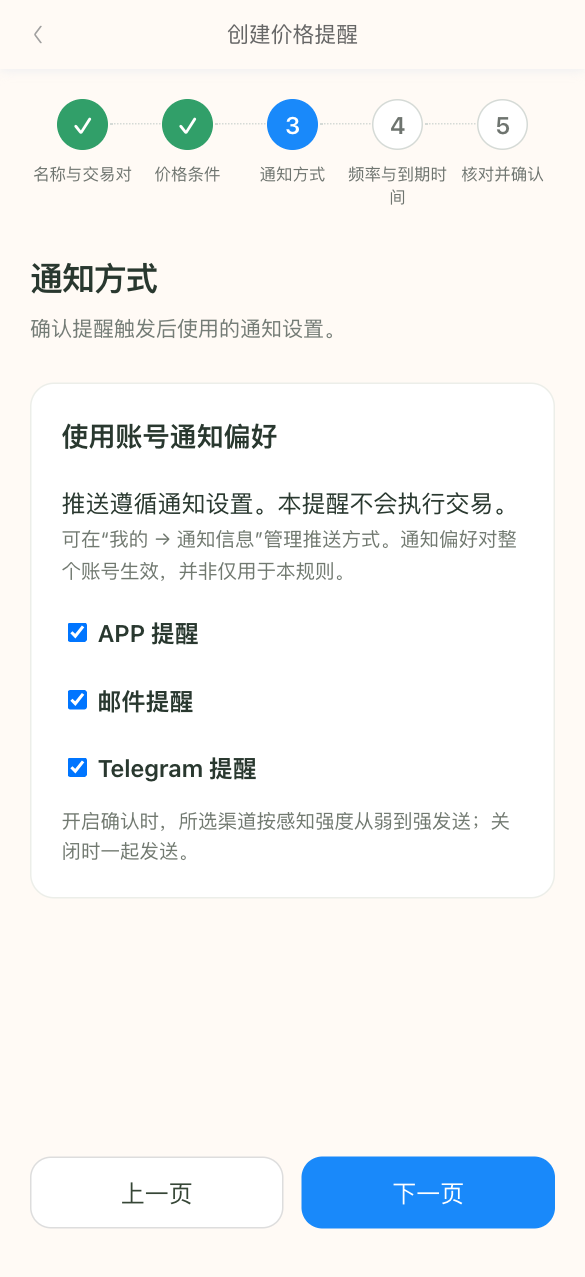 创建价格提醒
3
4
5
名称与交易对
价格条件
通知方式
频率与到期时
间
核对并确认
通知方式
确认提醒触发后使用的通知设置。
使用账号通知偏好
推送遵循通知设置。本提醒不会执行交易。
可在“我的 → 通知信息”管理推送方式。通知偏好对整
个账号生效，并非仅用于本规则。
APP 提醒
邮件提醒
Telegram 提醒
开启确认时，所选渠道按感知强度从弱到强发送；关
闭时一起发送。
上一页
下一页